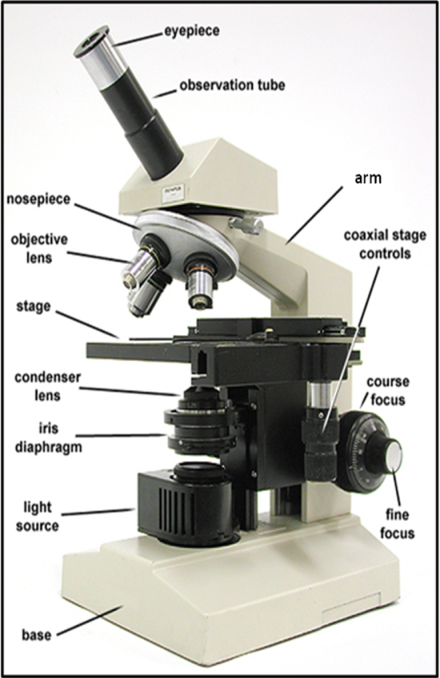 eyepiece
observation tube
arm
nosepiece
objective
lens
coaxial stage
controls
stage
condenser
lens
course
focus
iris
diaphragm
light
source
fine
focus
base